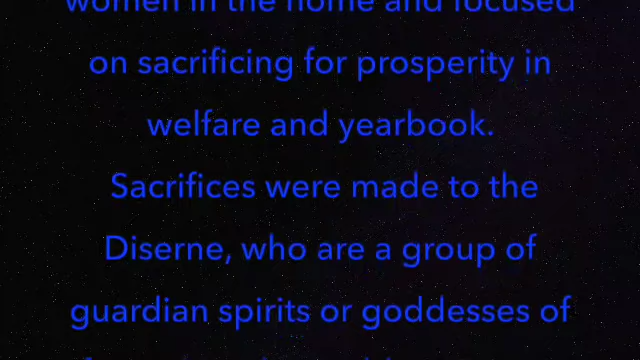 women in the home and focused
on sacrificing for prosperity in
welfare and yearbook.
Sacrifices were made to the
Diserne, who are a group of
guardian spirits or goddesses of